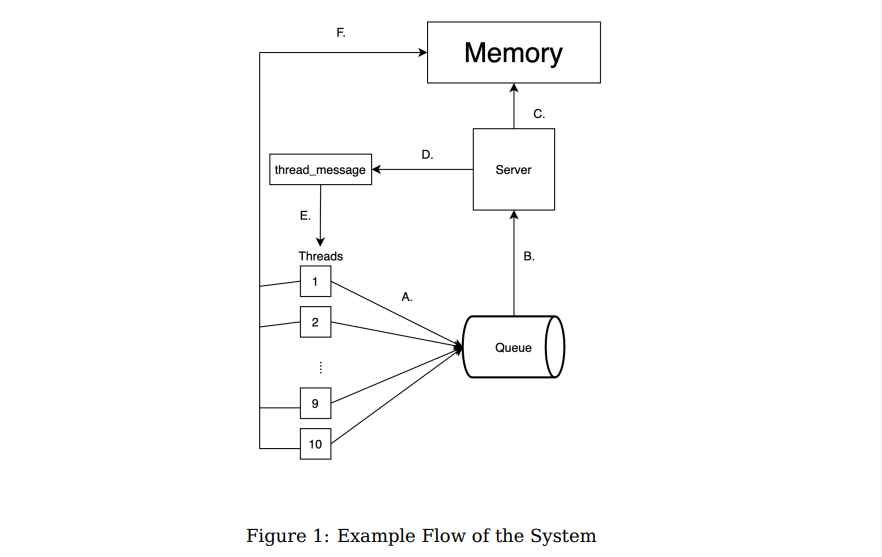 F.
Memory
C.
D.
thread_message
Server
E.
Threads
B.
1
A.
2
Queue
9
10
Figure 1: Example Flow of the System